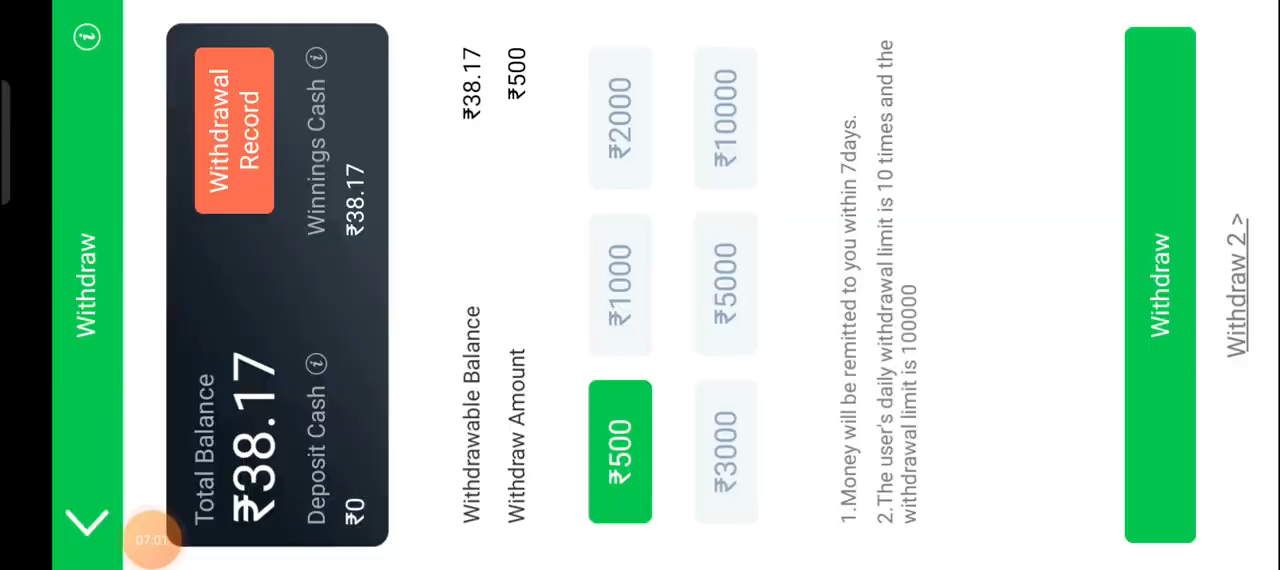 Withdraw
Total Balance
₹38.17
Withdrawal
Record
Deposit Cash
Winnings Cash
₹0
₹38.17
Withdrawable Balance
₹38.17
Withdraw Amount
₹500
₹500
₹1000
₹2000
₹3000
₹5000
₹10000
1.Money will be remitted to you within 7days.
2.The user's daily withdrawal limit is 10 times and the
withdrawal limit is 100000
Withdraw
Withdraw 2 >
07:01